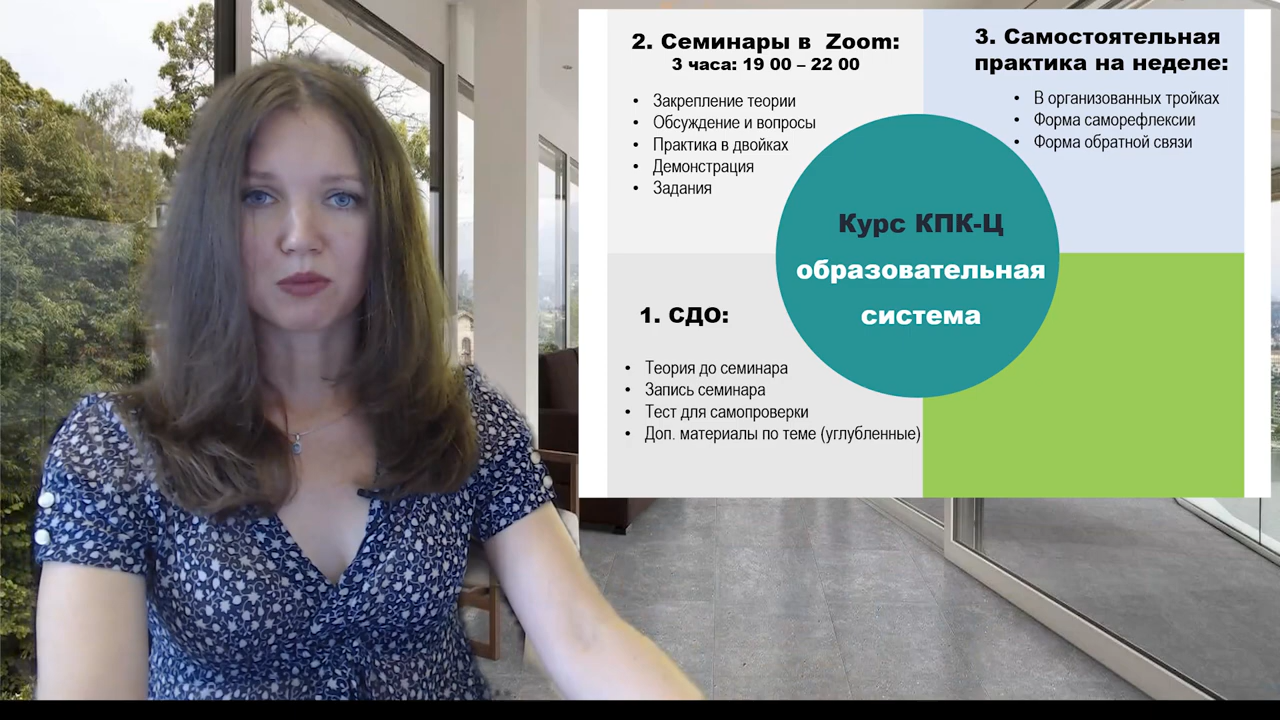 2. Семинары в Zoom:
3 часа: 19 00 – 22 00
• Закрепление теории
• Обсуждение и вопросы
• Практика в двойках
• Демонстрация
• Задания
3. Самостоятельная
практика на неделе:
• В организованных тройках
• Форма саморефлексии
• Форма обратной связи
Курс КПК-Ц
образовательная
система
1. СДО:
• Теория до семинара
• Запись семинара
• Тест для самопроверки
• Доп. материалы по теме (углубленные)